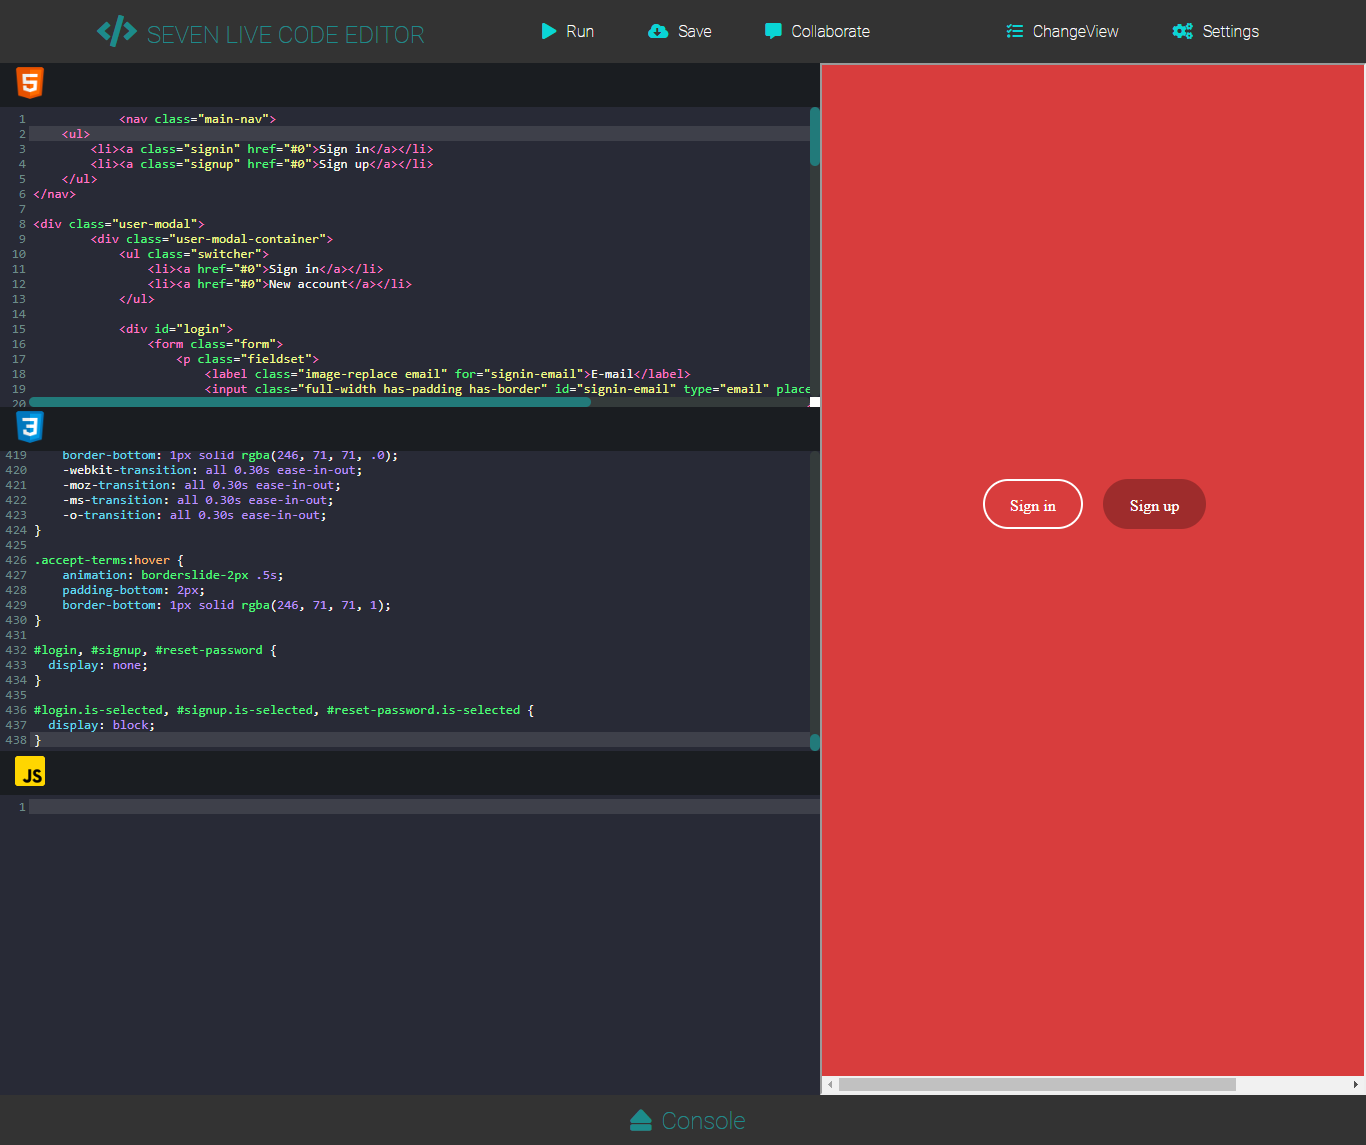 SEVEN LIVE CODE EDITOR
Run
Save
Collaborate
ChangeView
Settings
5
1 <nav class="main-nav">
2 <ul>
3 <li><a class="signin" href="#0">Sign in</a></li>
4 <li><a class="signup" href="#0">Sign up</a></li>
5 </ul>
6 </nav>
7
8 <div class="user-modal">
9 <div class="user-modal-container">
10 <ul class="switcher">
11 <li><a href="#0">Sign in</a></li>
12 <li><a href="#0">New account</a></li>
13 </ul>
14
15 <div id="login">
16 <form class="form">
17 <p class="fieldset">
18 <label class="image-replace email" for="signin-email">E-mail</label>
19 <input class="full-width has-padding has-border" id="signin-email" type="email" place
20
3
419 border-bottom: 1px solid rgba(246, 71, 71, .0);
420 -webkit-transition: all 0.30s ease-in-out;
421 -moz-transition: all 0.30s ease-in-out;
422 -ms-transition: all 0.30s ease-in-out;
423 -o-transition: all 0.30s ease-in-out;
424 }
425
426 .accept-terms:hover {
427 animation: borderslide-2px .5s;
428 padding-bottom: 2px;
429 border-bottom: 1px solid rgba(246, 71, 71, 1);
430 }
431
432 #login, #signup, #reset-password {
433 display: none;
434 }
435
436 #login.is-selected, #signup.is-selected, #reset-password.is-selected {
437 display: block;
438 }
JS
1
Sign in
Sign up
Console